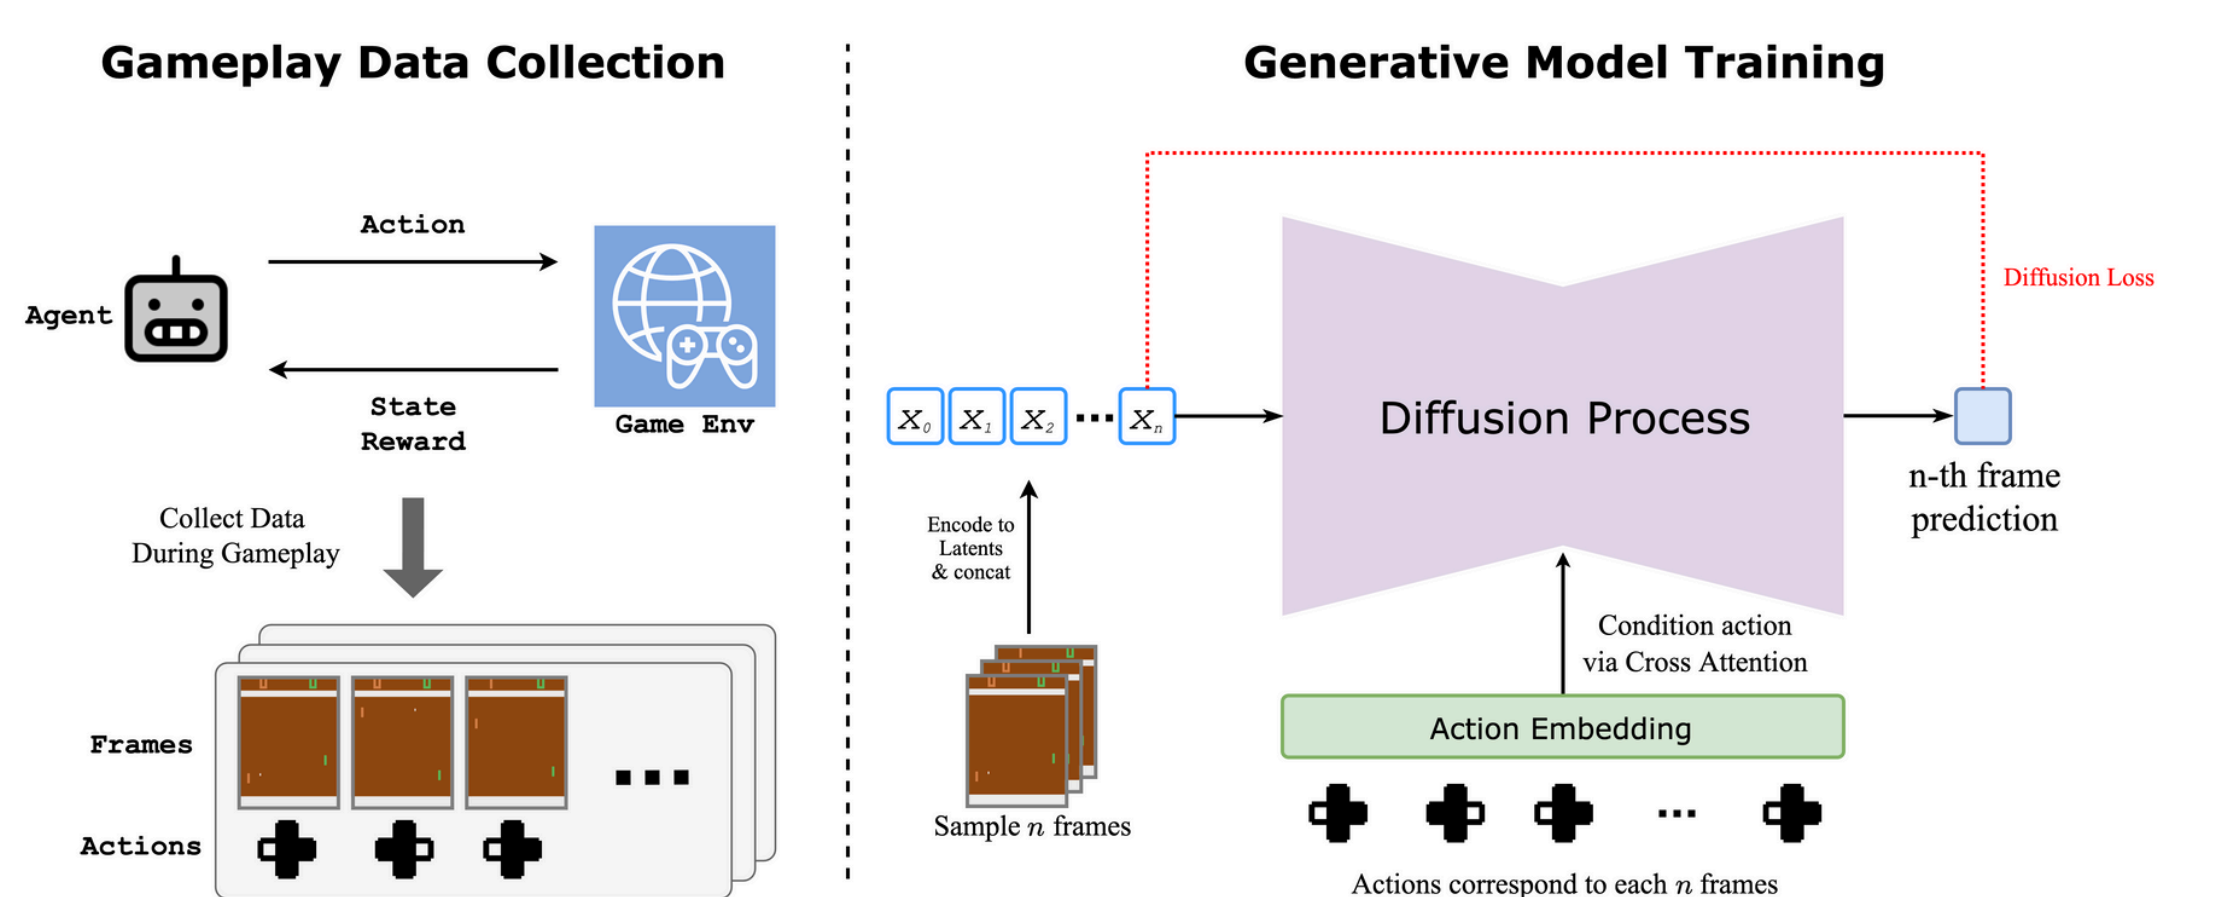 Gameplay Data Collection
Action
Agent
State
Reward
Game Env
Collect Data
During Gameplay
Frames
...
Actions
Generative Model Training
Diffusion Loss
X0 X1 X2 ... Xn
Diffusion Process
n-th frame
prediction
Encode to
Latents
& concat
Condition action
via Cross Attention
Sample n frames
Action Embedding
...
Actions correspond to each n frames